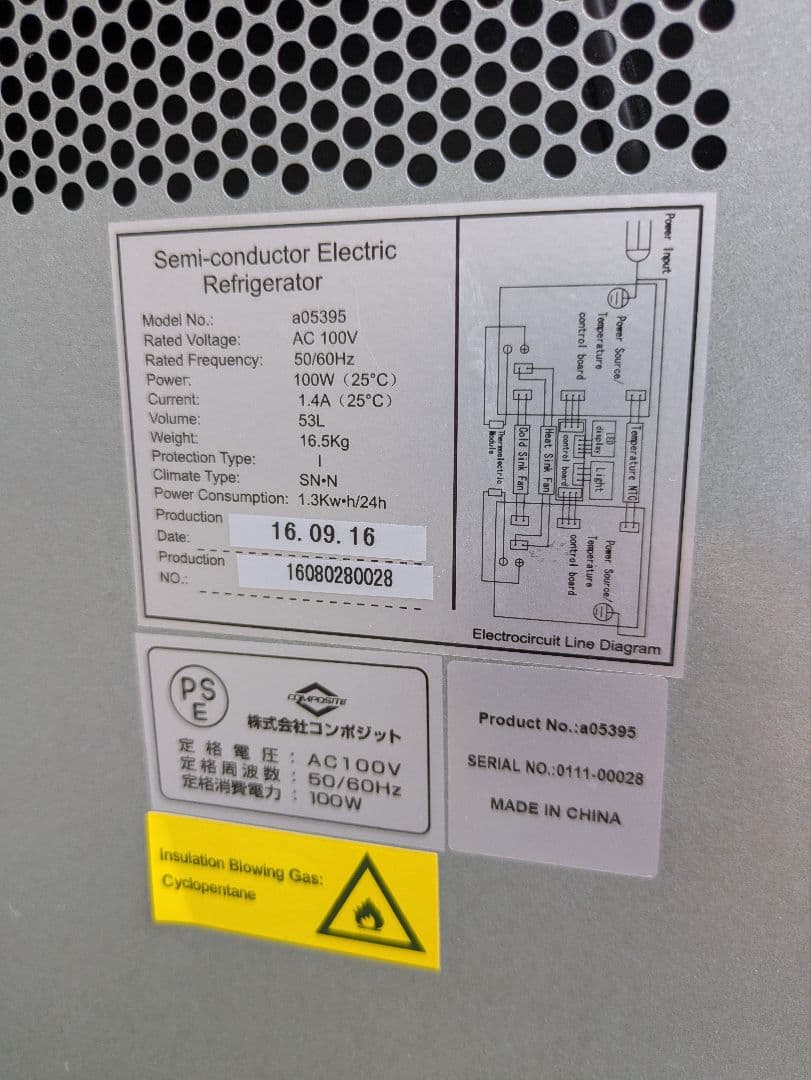 Semi-conductor Electric
Refrigerator
Model No.: a05395
Rated Voltage: AC 100V
Rated Frequency: 50/60Hz
Power: 100W（25°C）
Current: 1.4A（25°C）
Volume: 53L
Weight: 16.5Kg
Protection Type: I
Climate Type: SN•N
Power Consumption: 1.3Kw•h/24h
Production
Date: 16. 09. 16
Production
NO.: 16080280028
Power Input
Power Source/
Temperature
control board
Temperature NTC
LED
display
Light
control board
Heat Sink Fan
Cold Sink Fan
Thermoelectric
Module
Power Source/
Temperature
control board
Electrocircuit Line Diagram
PS
E
COMPOSITE
株式会社コンポジット
定格電圧：AC100V
定格周波数：50/60Hz
定格消費電力：100W
Product No.:a05395
SERIAL NO.:0111-00028
MADE IN CHINA
Insulation Blowing Gas:
Cyclopentane